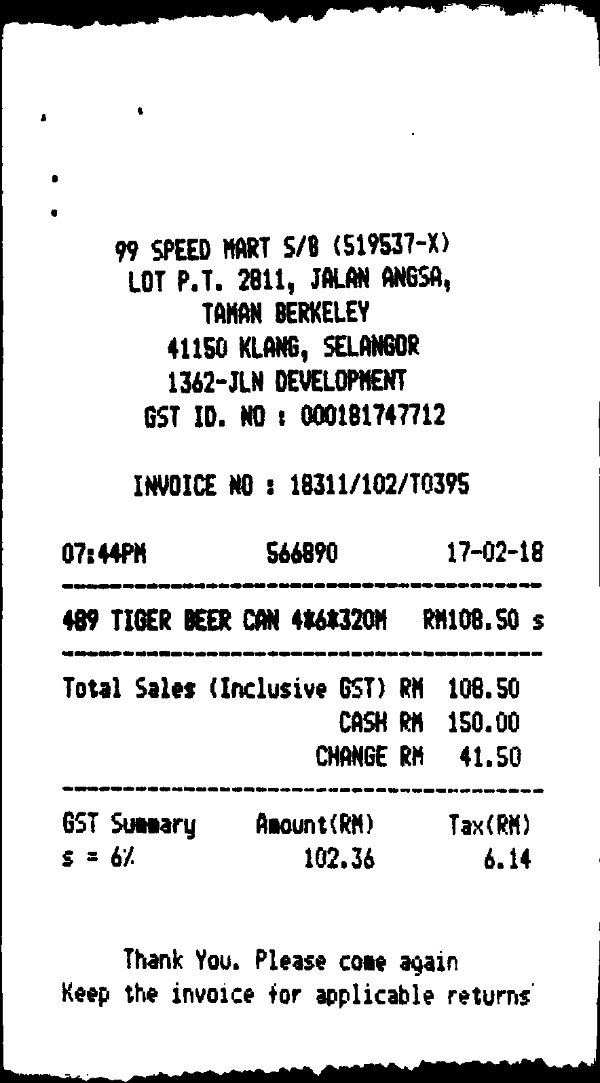 99 SPEED MART S/B (519537-X)
LOT P.T. 2811, JALAN ANGSA,
TAMAN BERKELEY
41150 KLANG, SELANGOR
1362-JLN DEVELOPMENT
GST ID. NO : 000181747712
INVOICE NO : 18311/102/T0395
07:44PM 566890 17-02-18
489 TIGER BEER CAN 4*6*320M RM108.50 s
Total Sales (Inclusive GST) RM 108.50
CASH RM 150.00
CHANGE RM 41.50
GST Summary Amount(RM) Tax(RM)
s = 6% 102.36 6.14
Thank You. Please come again
Keep the invoice for applicable returns